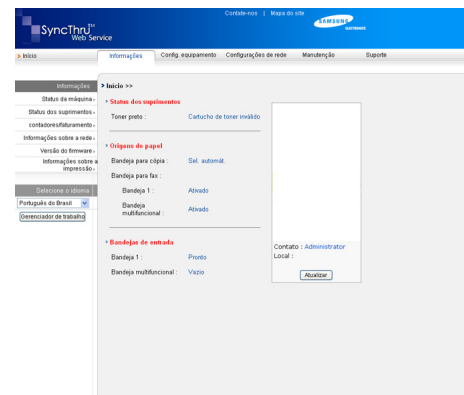 Contate-nos | Mapa do site
SAMSUNG
ELECTRONICS
SyncThru™
Web Service
> Início
Informações
Config. equipamento
Configurações de rede
Manutenção
Suporte
Informações
Status da máquina
Status dos suprimentos
contadoresifaturamento
Informações sobre a rede
Versão do firmware
Informações sobre a
impressão
Selecione o idioma
Português do Brasil
Gerenciador de trabalho
> Início >>
Status dos suprimentos
Toner preto : Cartucho de toner inválido
Origens de papel
Bandeja para cópia : Sel. automát.
Bandeja para fax :
Bandeja 1 : Ativado
Bandeja
multifuncional : Ativado
Bandejas de entrada
Bandeja 1 : Pronto
Bandeja multifuncional : Vazio
Contato : Administrator
Local :
Atualizar